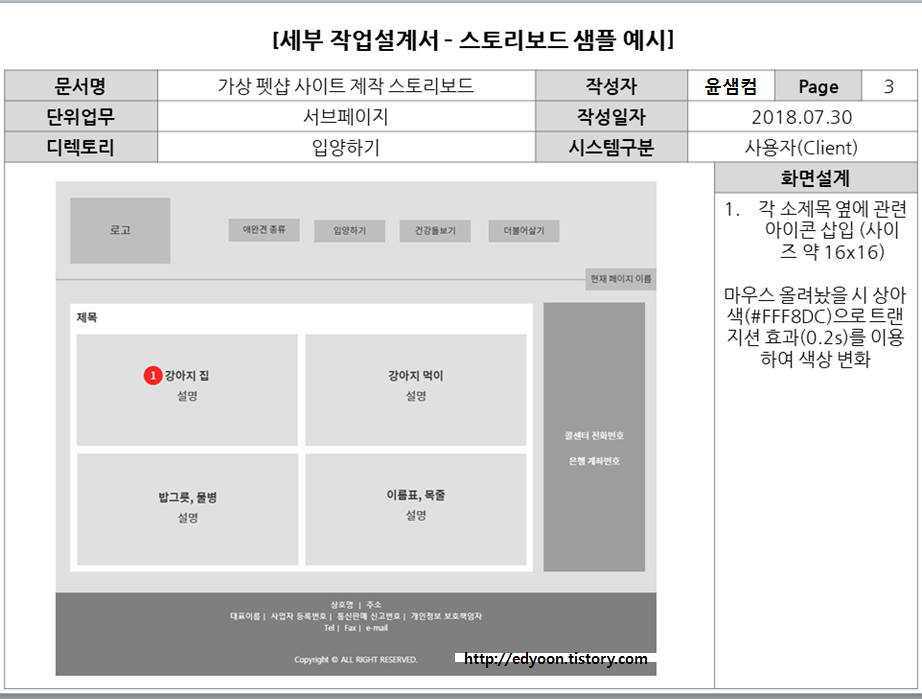 [세부 작업설계서 - 스토리보드 샘플 예시]
문서명 가상 펫샵 사이트 제작 스토리보드 작성자 윤샘컴 Page 3
단위업무 서브페이지 작성일자 2018.07.30
디렉토리 입양하기 시스템구분 사용자(Client)
화면설계
로고
애완견 종류 입양하기 건강돌보기 더불어살기
현재 페이지 이름
제목
1 강아지 집
설명
강아지 먹이
설명
밥그릇, 물병
설명
이름표, 목줄
설명
콜센터 전화번호
은행 계좌번호
상호명 | 주소
대표이름 | 사업자 등록번호 | 통신판매 신고번호 | 개인정보 보호책임자
Tel | Fax | e-mail
Copyright © ALL RIGHT RESERVED.
http://edyoon.tistory.com
1. 각 소제목 옆에 관련
아이콘 삽입 (사이
즈 약 16x16)
마우스 올려놨을 시 상아
색(#FFF8DC)으로 트랜
지션 효과(0.2s)를 이용
하여 색상 변화